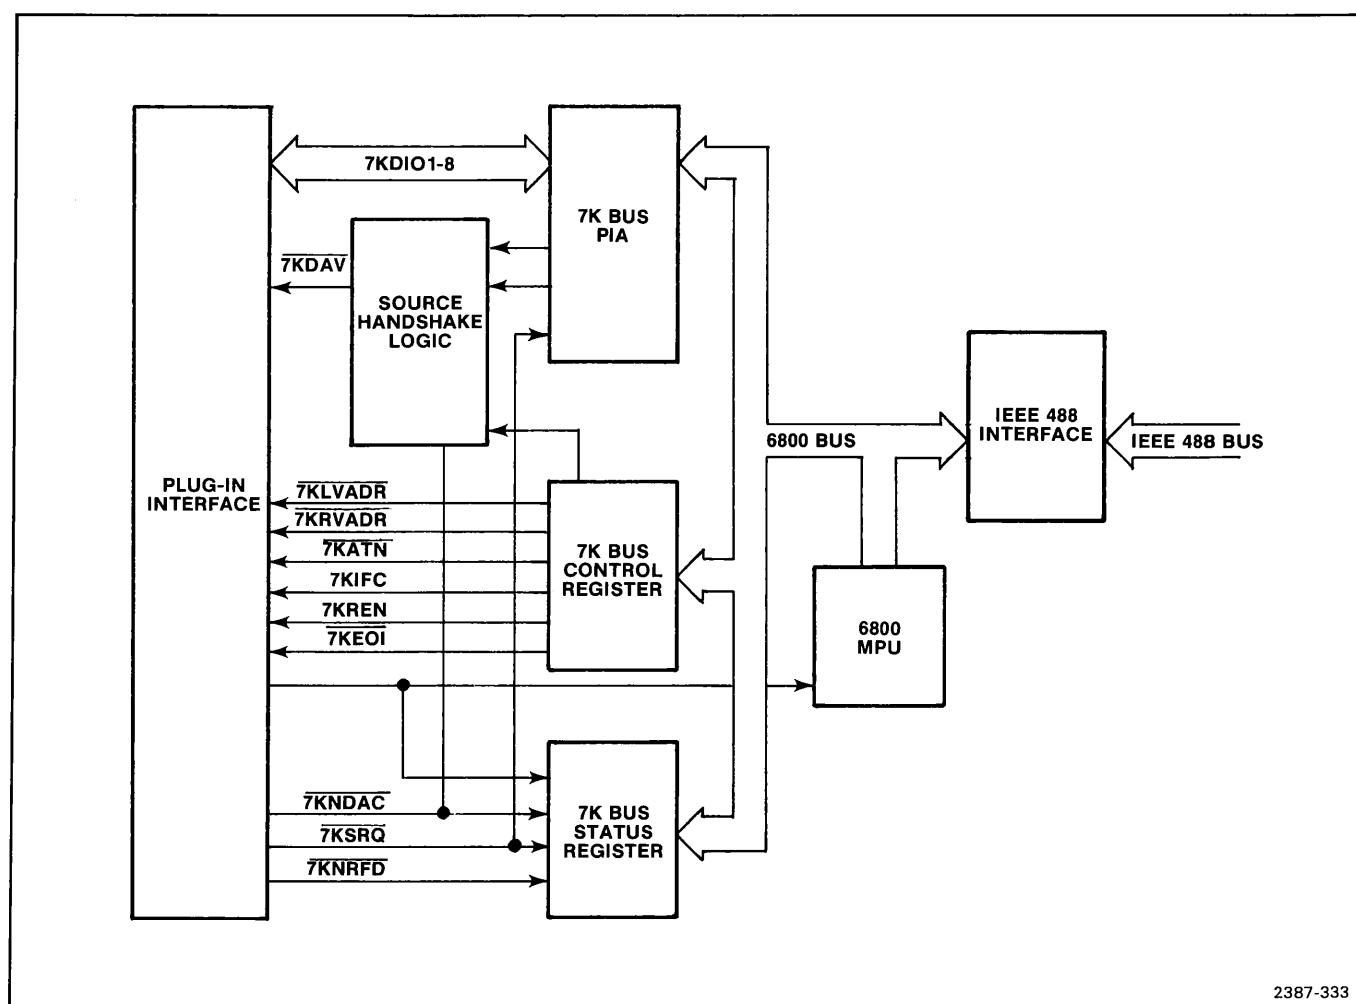 7KDIO1-8
7K BUS
PIA
7KDAV
SOURCE
HANDSHAKE
LOGIC
IEEE 488
INTERFACE
6800 BUS
IEEE 488 BUS
PLUG-IN
INTERFACE
7KLVADR
7KRVADR
7KATN
7KIFC
7KREN
7KEOI
7K BUS
CONTROL
REGISTER
6800
MPU
7KNDAC
7KSRQ
7KNRFD
7K BUS
STATUS
REGISTER
2387-333